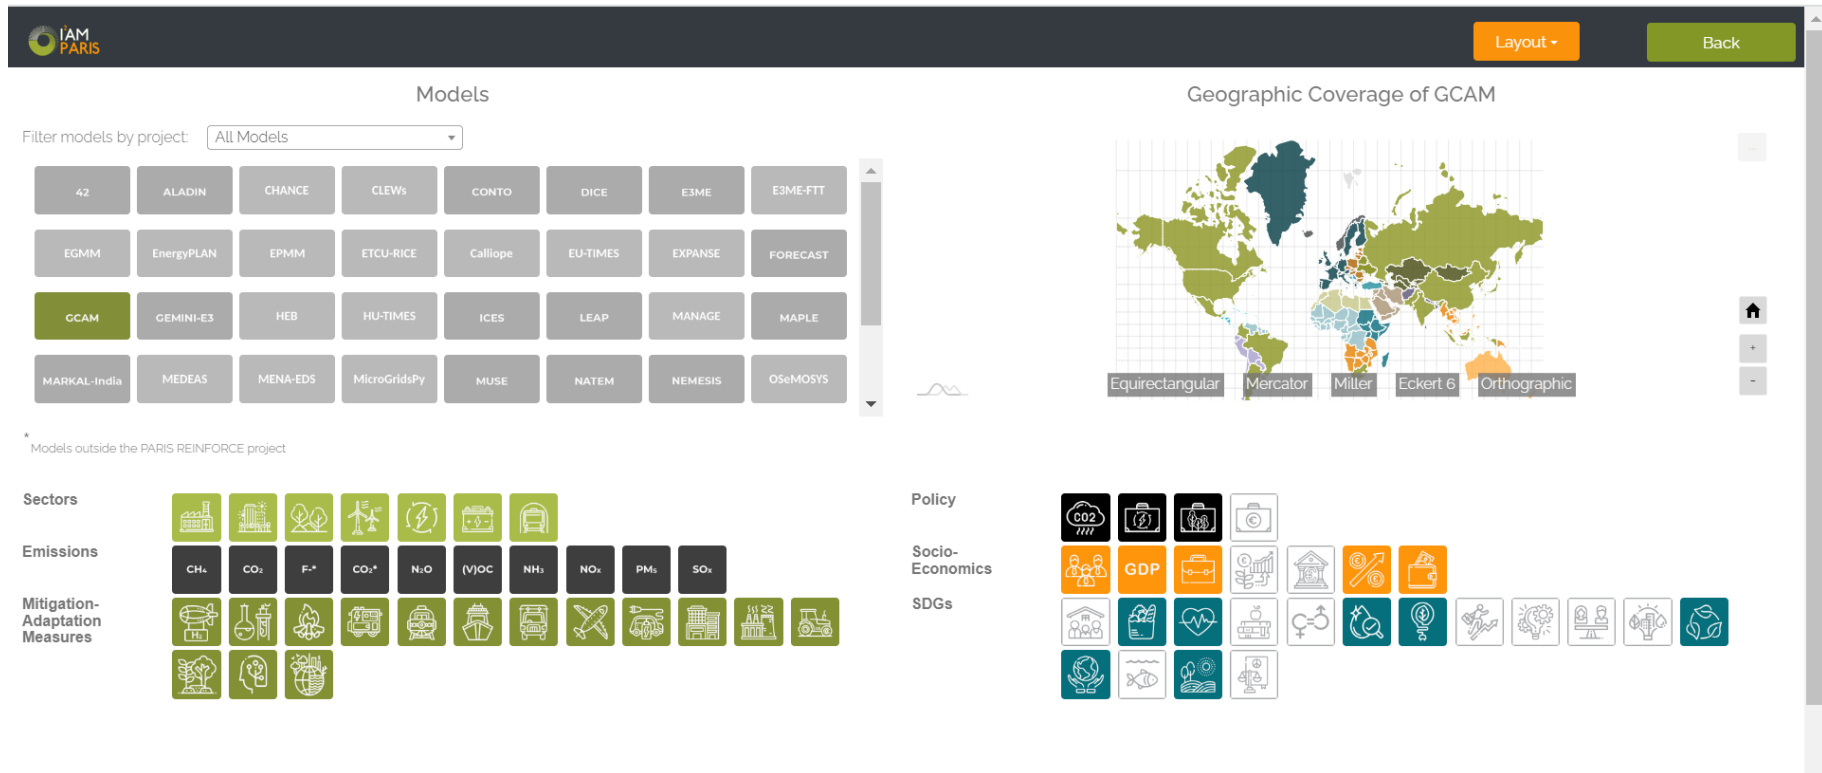 I²AM
PARIS
Layout
Back
Models
Geographic Coverage of GCAM
Filter models by project:
All Models
42
ALADIN
CHANCE
CLEWs
CONTO
DICE
E3ME
E3ME-FTT
EGMM
EnergyPLAN
EPMM
ETCU-RICE
Calliope
EU-TIMES
EXPANSE
FORECAST
GCAM
GEMINI-E3
HEB
HU-TIMES
ICES
LEAP
MANAGE
MAPLE
MARKAL-India
MEDEAS
MENA-EDS
MicroGridsPy
MUSE
NATEM
NEMESIS
OSeMOSYS
Equirectangular
Mercator
Miller
Eckert 6
Orthographic
+
-
* Models outside the PARIS REINFORCE project
Sectors
Emissions
CH₄
CO₂
F-*
CO₂*
N₂O
(V)OC
NH₃
NOₓ
PM₅
SOₓ
Mitigation-
Adaptation
Measures
H₂
Policy
CO2
Socio-
Economics
GDP
SDGs